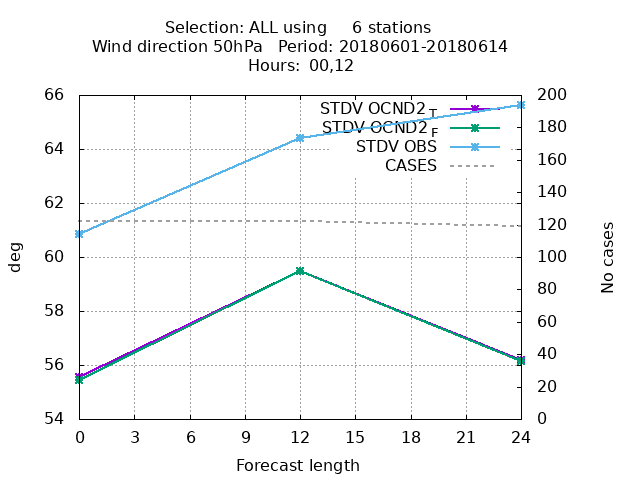 Selection: ALL using 6 stations
Wind direction 50hPa Period: 20180601-20180614
Hours: 00,12
66
64
62
60
58
56
54
deg
200
180
160
140
120
100
80
60
40
20
0
No cases
STDV OCND2 T
STDV OCND2 F
STDV OBS
CASES
0 3 6 9 12 15 18 21 24
Forecast length